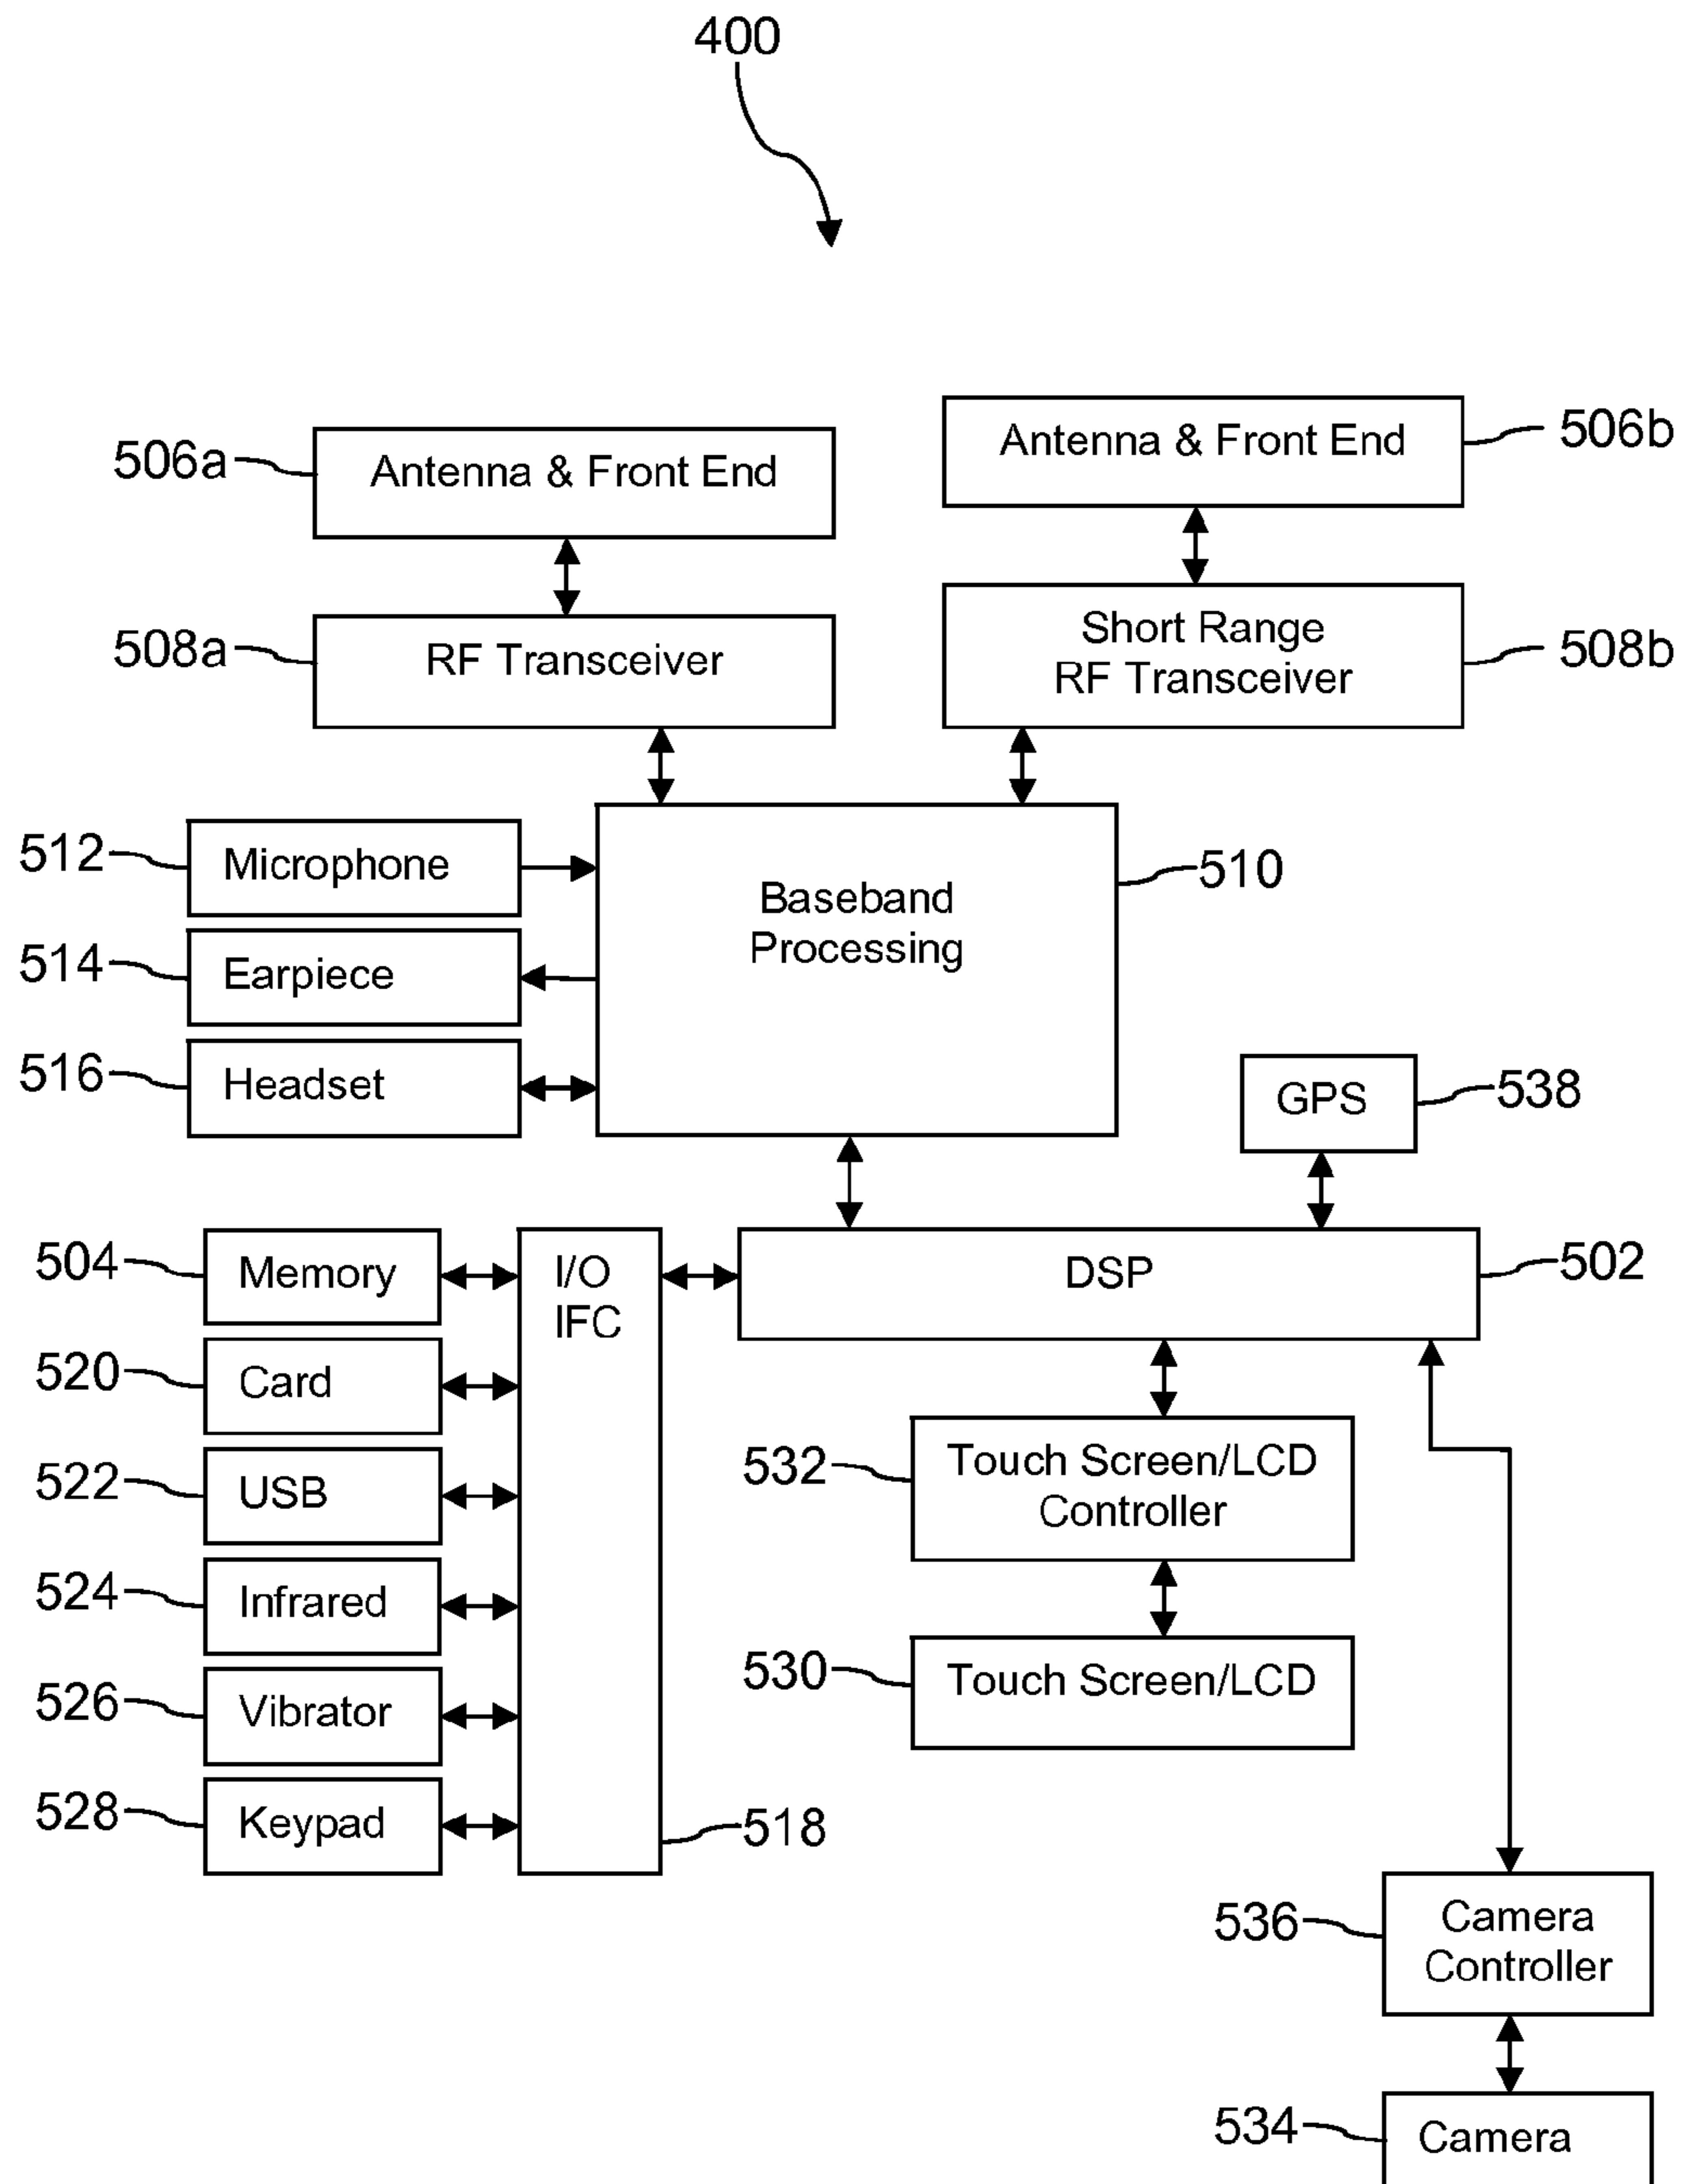 400
506a
Antenna & Front End
Antenna & Front End
506b
508a
RF Transceiver
Short Range
RF Transceiver
508b
512
Microphone
Baseband
Processing
510
514
Earpiece
516
Headset
GPS
538
504
Memory
I/O
IFC
DSP
502
520
Card
522
USB
532
Touch Screen/LCD
Controller
524
Infrared
530
Touch Screen/LCD
526
Vibrator
528
Keypad
518
536
Camera
Controller
534
Camera